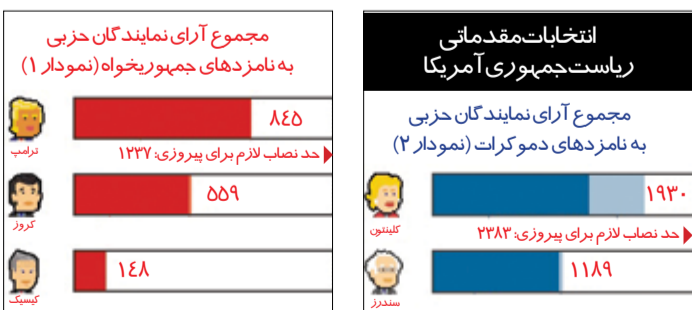 انتخابات مقدماتی
ریاست جمهوری آمریکا
مجموع آرای نمایندگان حزبی
به نامزدهای دموکرات (نمودار ۲)
۱۹۳۰
کلینتون
حد نصاب لازم برای پیروزی: ۲۳۸۳
۱۱۸۹
سندرز
مجموع آرای نمایندگان حزبی
به نامزدهای جمهوریخواه (نمودار ۱)
۸٤۵
ترامپ
حد نصاب لازم برای پیروزی: ۱۲۳۷
۵۵۹
کروز
۱٤۸
کیسیک